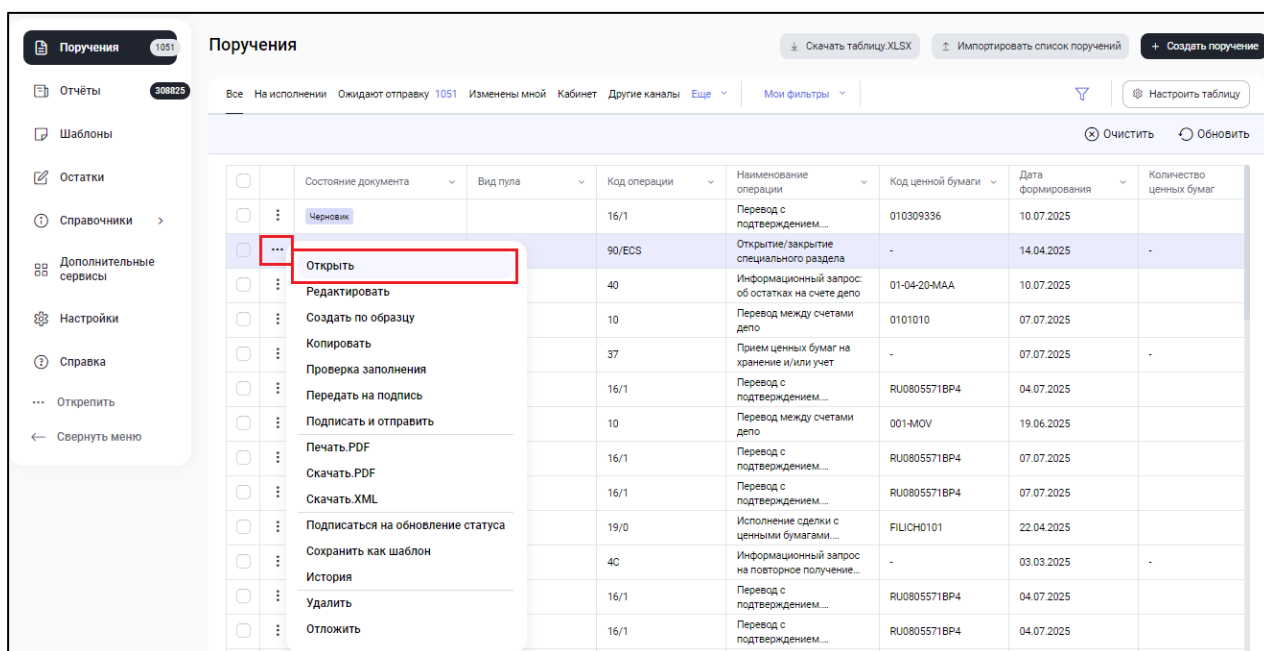 Поручения 1051
Отчёты 308825
Шаблоны
Остатки
Справочники
Дополнительные
сервисы
Настройки
Справка
Открепить
Свернуть меню
Поручения
Скачать таблицу.XLSX
Импортировать список поручений
+ Создать поручение
Все На исполнении Ожидают отправку 1051 Изменены мной Кабинет Другие каналы Еще Мои фильтры
Настроить таблицу
Очистить Обновить
Состояние документа Вид пула Код операции Наименование операции Код ценной бумаги Дата формирования Количество ценных бумаг
Черновик 16/1 Перевод с подтверждением.... 010309336 10.07.2025
90/ECS Открытие/закрытие специального раздела - 14.04.2025 -
40 Информационный запрос: об остатках на счете депо 01-04-20-MAA 10.07.2025
10 Перевод между счетами депо 0101010 07.07.2025
37 Прием ценных бумаг на хранение и/или учет - 07.07.2025 -
16/1 Перевод с подтверждением.... RU0805571BP4 04.07.2025
10 Перевод между счетами депо 001-MOV 19.06.2025
16/1 Перевод с подтверждением.... RU0805571BP4 07.07.2025
16/1 Перевод с подтверждением.... RU0805571BP4 07.07.2025
19/0 Исполнение сделки с ценными бумагами.... FILICH0101 22.04.2025
4C Информационный запрос на повторное получение... - 03.03.2025 -
16/1 Перевод с подтверждением.... RU0805571BP4 04.07.2025
16/1 Перевод с подтверждением.... RU0805571BP4 04.07.2025
Открыть
Редактировать
Создать по образцу
Копировать
Проверка заполнения
Передать на подпись
Подписать и отправить
Печать.PDF
Скачать.PDF
Скачать.XML
Подписаться на обновление статуса
Сохранить как шаблон
История
Удалить
Отложить